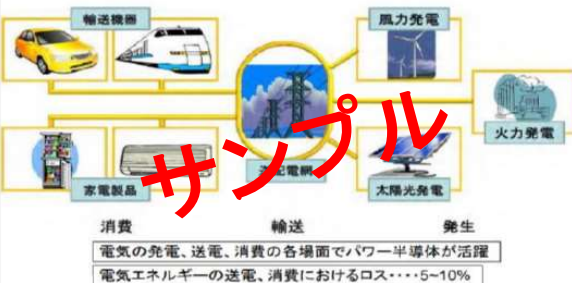 輸送機器
風力発電
火力発電
サンプル
送配電網
家電製品
太陽光発電
消費
輸送
発生
電気の発電、送電、消費の各場面でパワー半導体が活躍
電気エネルギーの送電、消費におけるロス・・・・5~10%